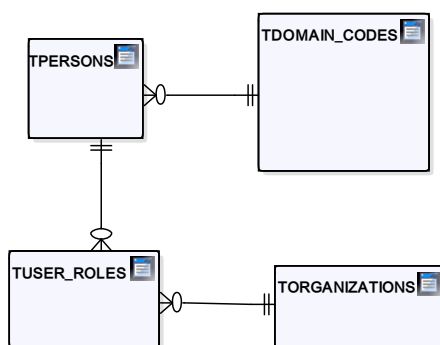 TPERSONS
TDOMAIN_CODES
TUSER_ROLES
TORGANIZATIONS